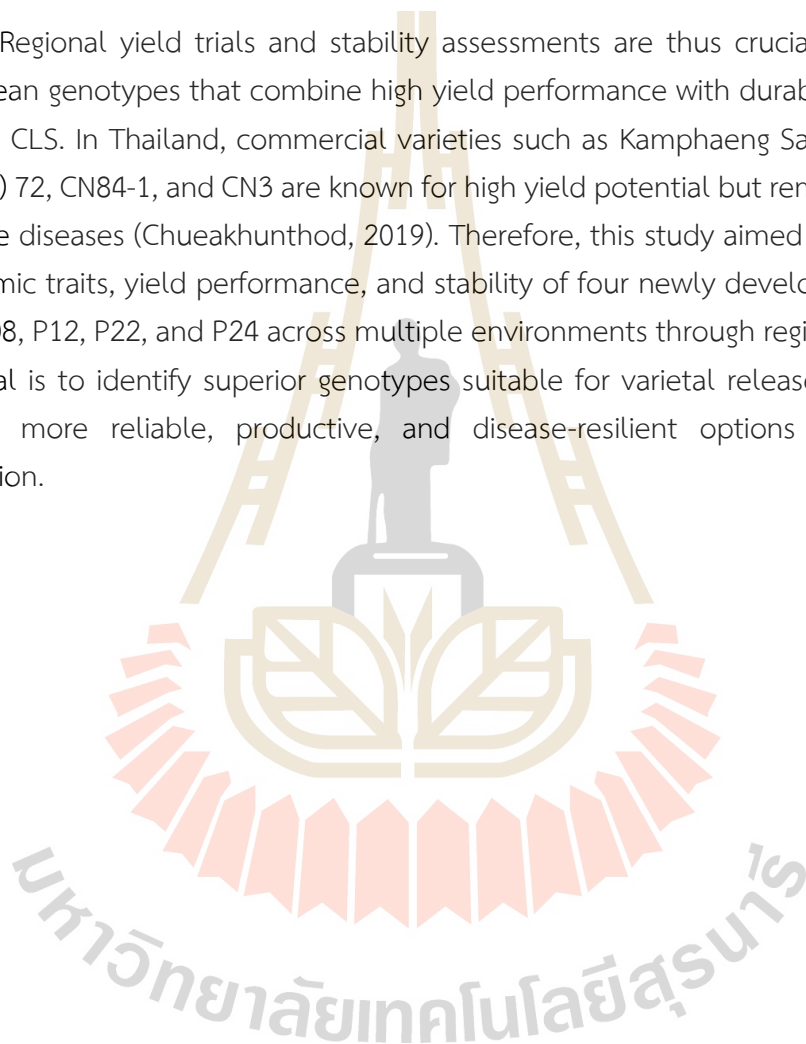 Regional yield trials and stability assessments are thus crucia
ean genotypes that combine high yield performance with durab
CLS. In Thailand, commercial varieties such as Kamphaeng Sa
) 72, CN84-1, and CN3 are known for high yield potential but ren
e diseases (Chueakhunthod, 2019). Therefore, this study aimed
mic traits, yield performance, and stability of four newly develo
08, P12, P22, and P24 across multiple environments through regi
al is to identify superior genotypes suitable for varietal release
more reliable, productive, and disease-resilient options
ion.
มหาวิทยาลัยเทคโนโลยีสุรนารี